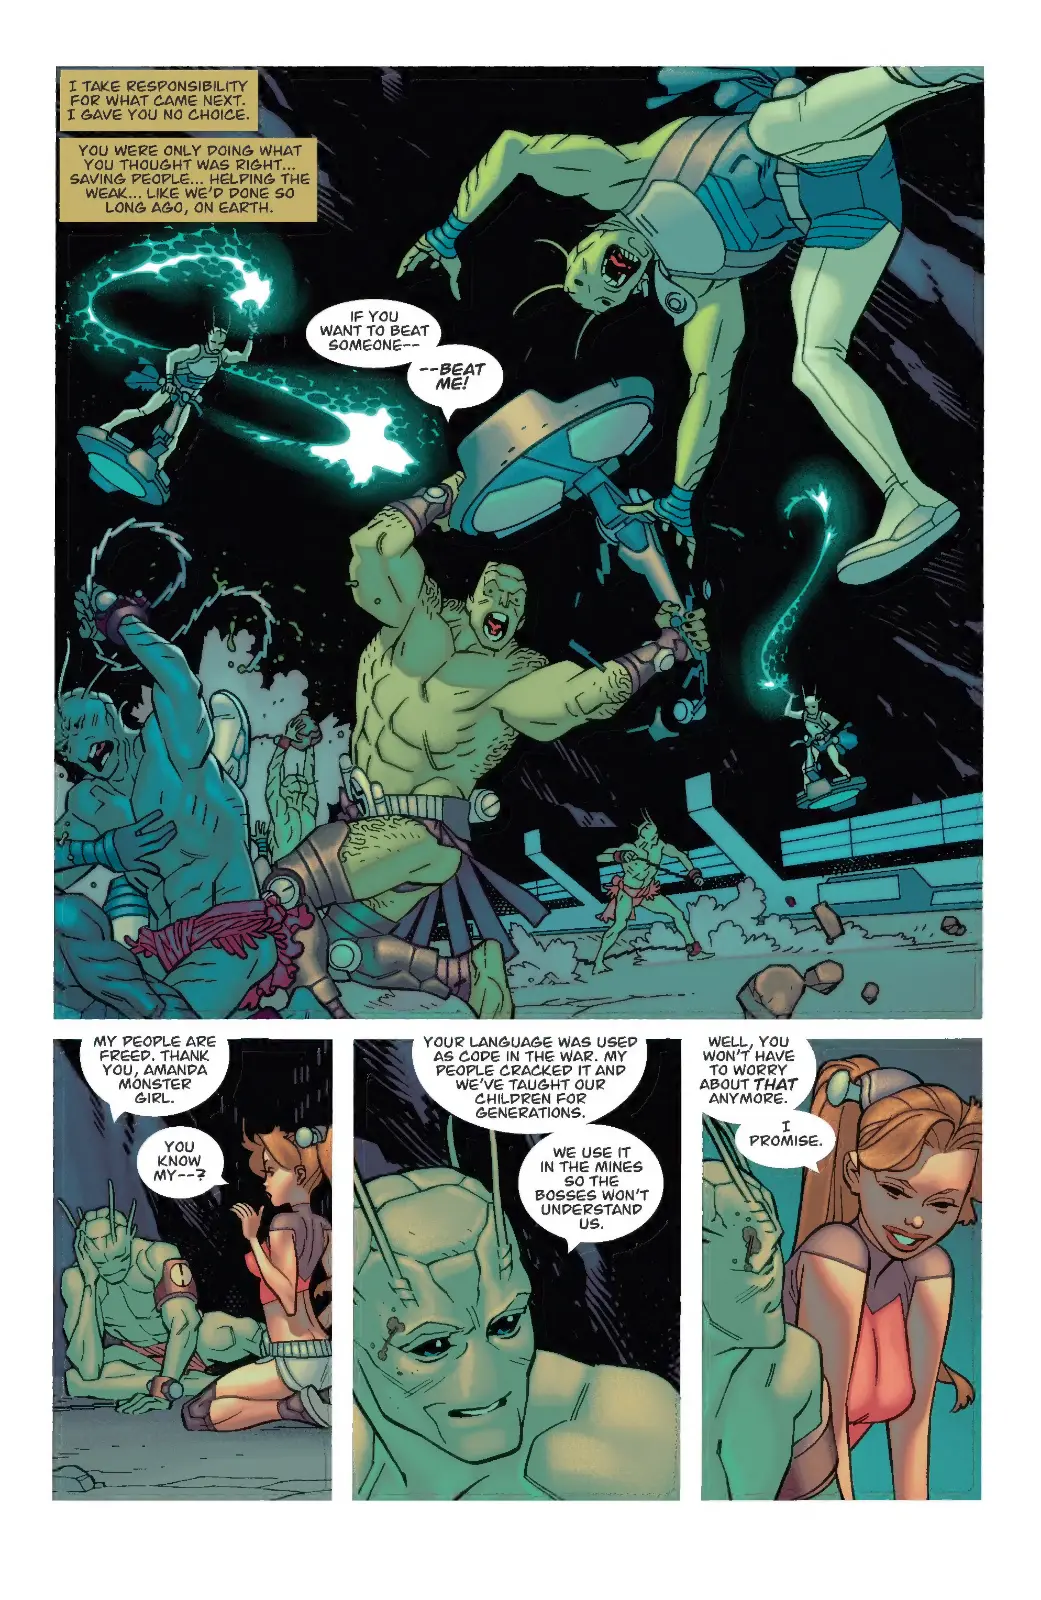 I TAKE RESPONSIBILITY
FOR WHAT CAME NEXT.
I GAVE YOU NO CHOICE.
YOU WERE ONLY DOING WHAT
YOU THOUGHT WAS RIGHT...
SAVING PEOPLE... HELPING THE
WEAK... LIKE WE'D DONE SO
LONG AGO, ON EARTH.
IF YOU
WANT TO BEAT
SOMEONE--
--BEAT
ME!
MY PEOPLE ARE
FREED. THANK
YOU, AMANDA
MONSTER
GIRL.
YOU
KNOW
MY--?
YOUR LANGUAGE WAS USED
AS CODE IN THE WAR. MY
PEOPLE CRACKED IT AND
WE'VE TAUGHT OUR
CHILDREN FOR
GENERATIONS.
WE USE IT
IN THE MINES
SO THE
BOSSES WON'T
UNDERSTAND
US.
WELL, YOU
WON'T HAVE
TO WORRY
ABOUT THAT
ANYMORE.
I
PROMISE.